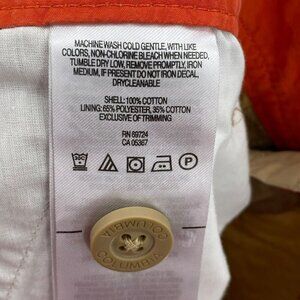 MACHINE WASH COLD GENTLE, WITH LIKE
COLORS, NON-CHLORINE BLEACH WHEN NEEDED,
TUMBLE DRY LOW, REMOVE PROMPTLY, IRON
MEDIUM, IF PRESENT DO NOT IRON DECAL,
DRYCLEANABLE
SHELL: 100% COTTON
LINING: 65% POLYESTER, 35% COTTON
EXCLUSIVE OF TRIMMING
RN 69724
CA 05367
COLUMBIA
COLUMBIA